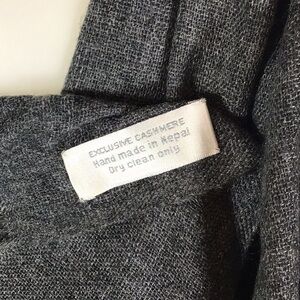 EXCLUSIVE CASHMERE
Hand made in Nepal
Dry clean only